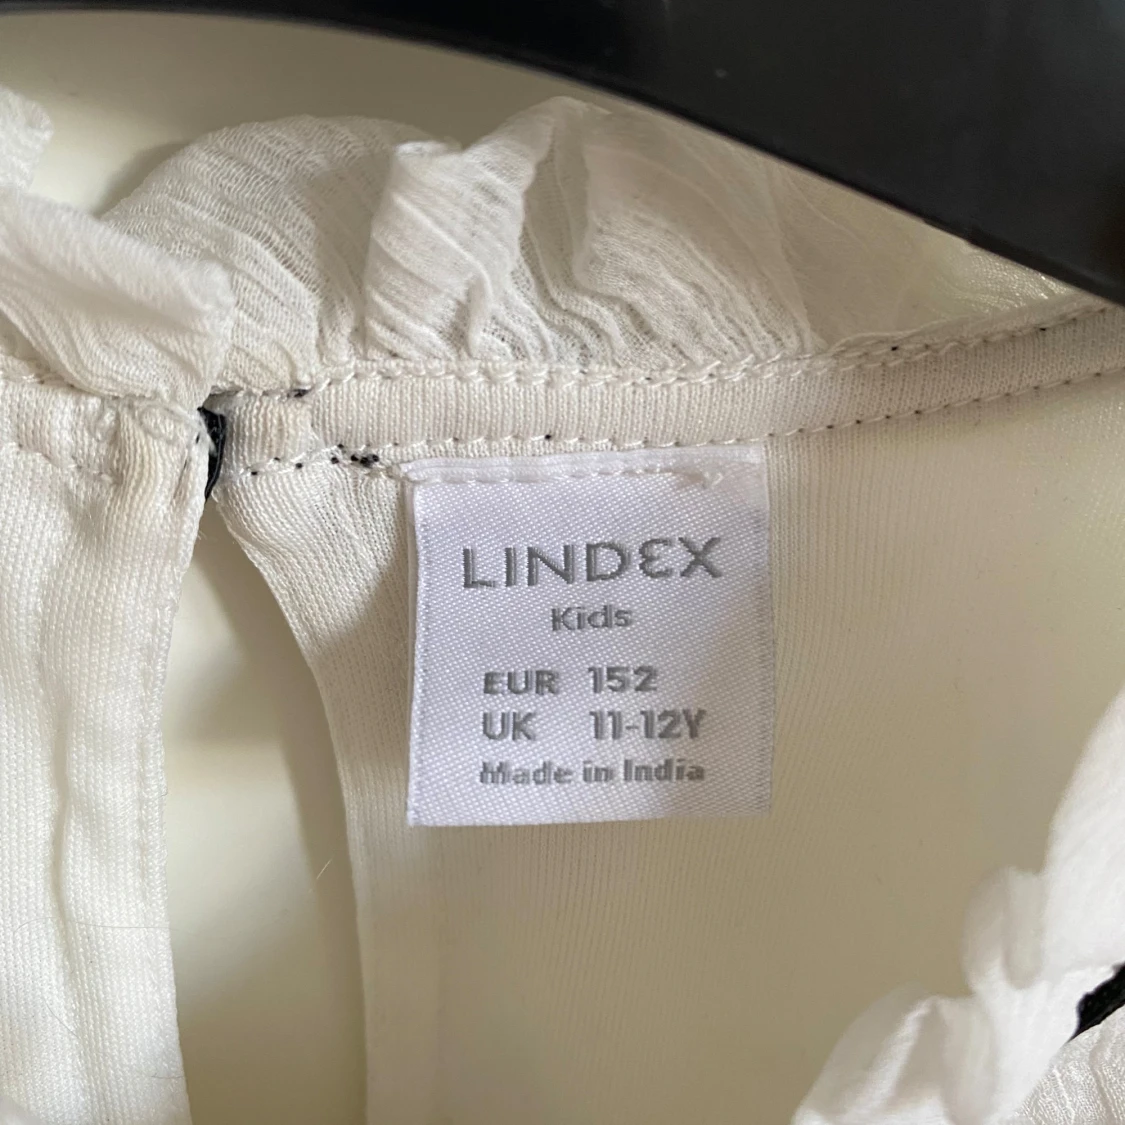 LINDEX
Kids
EUR 152
UK 11-12Y
Made in India